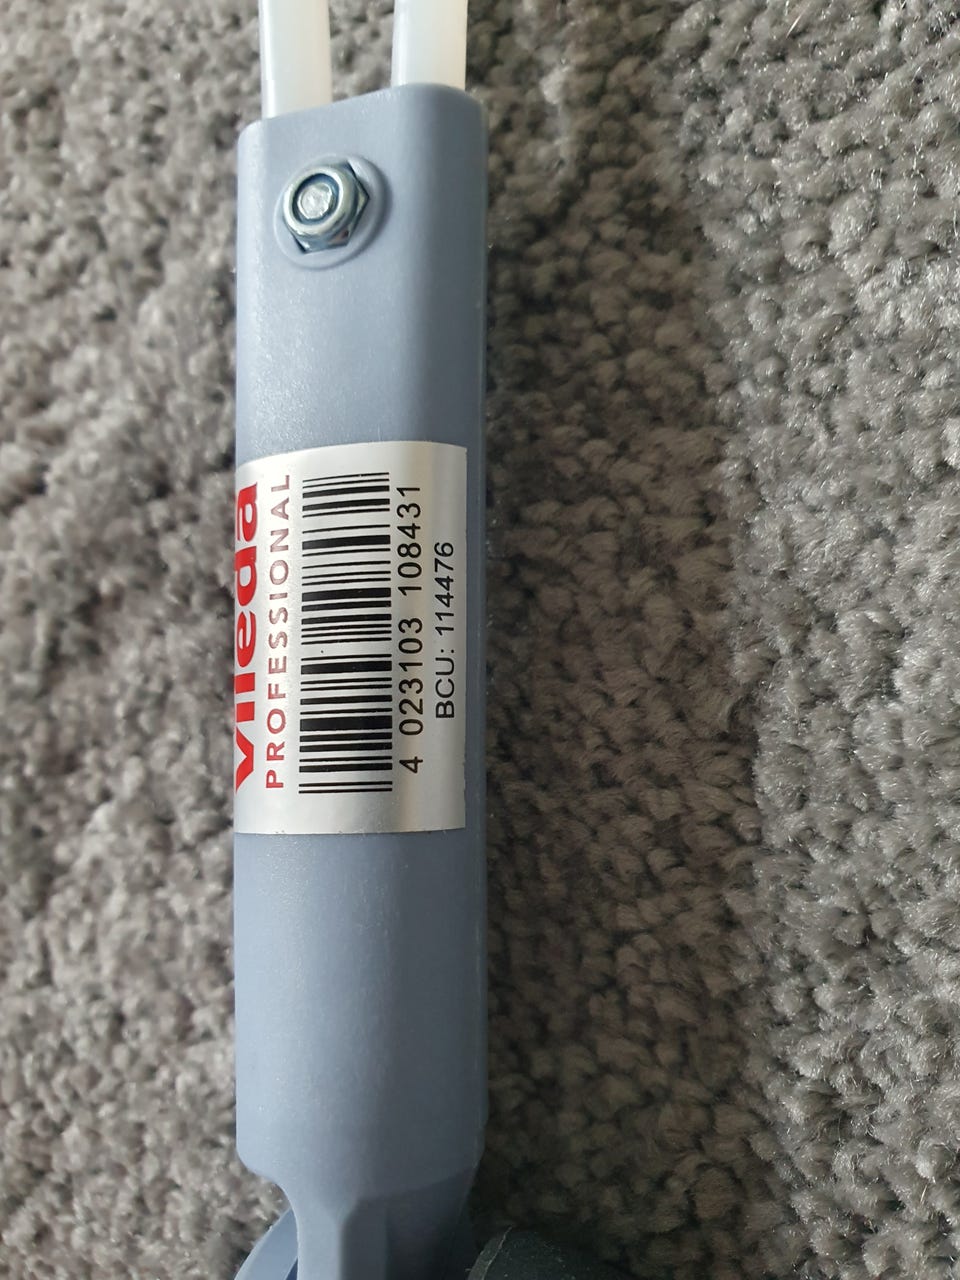 vileda
PROFESSIONAL
4 023103 108431
BCU: 114476